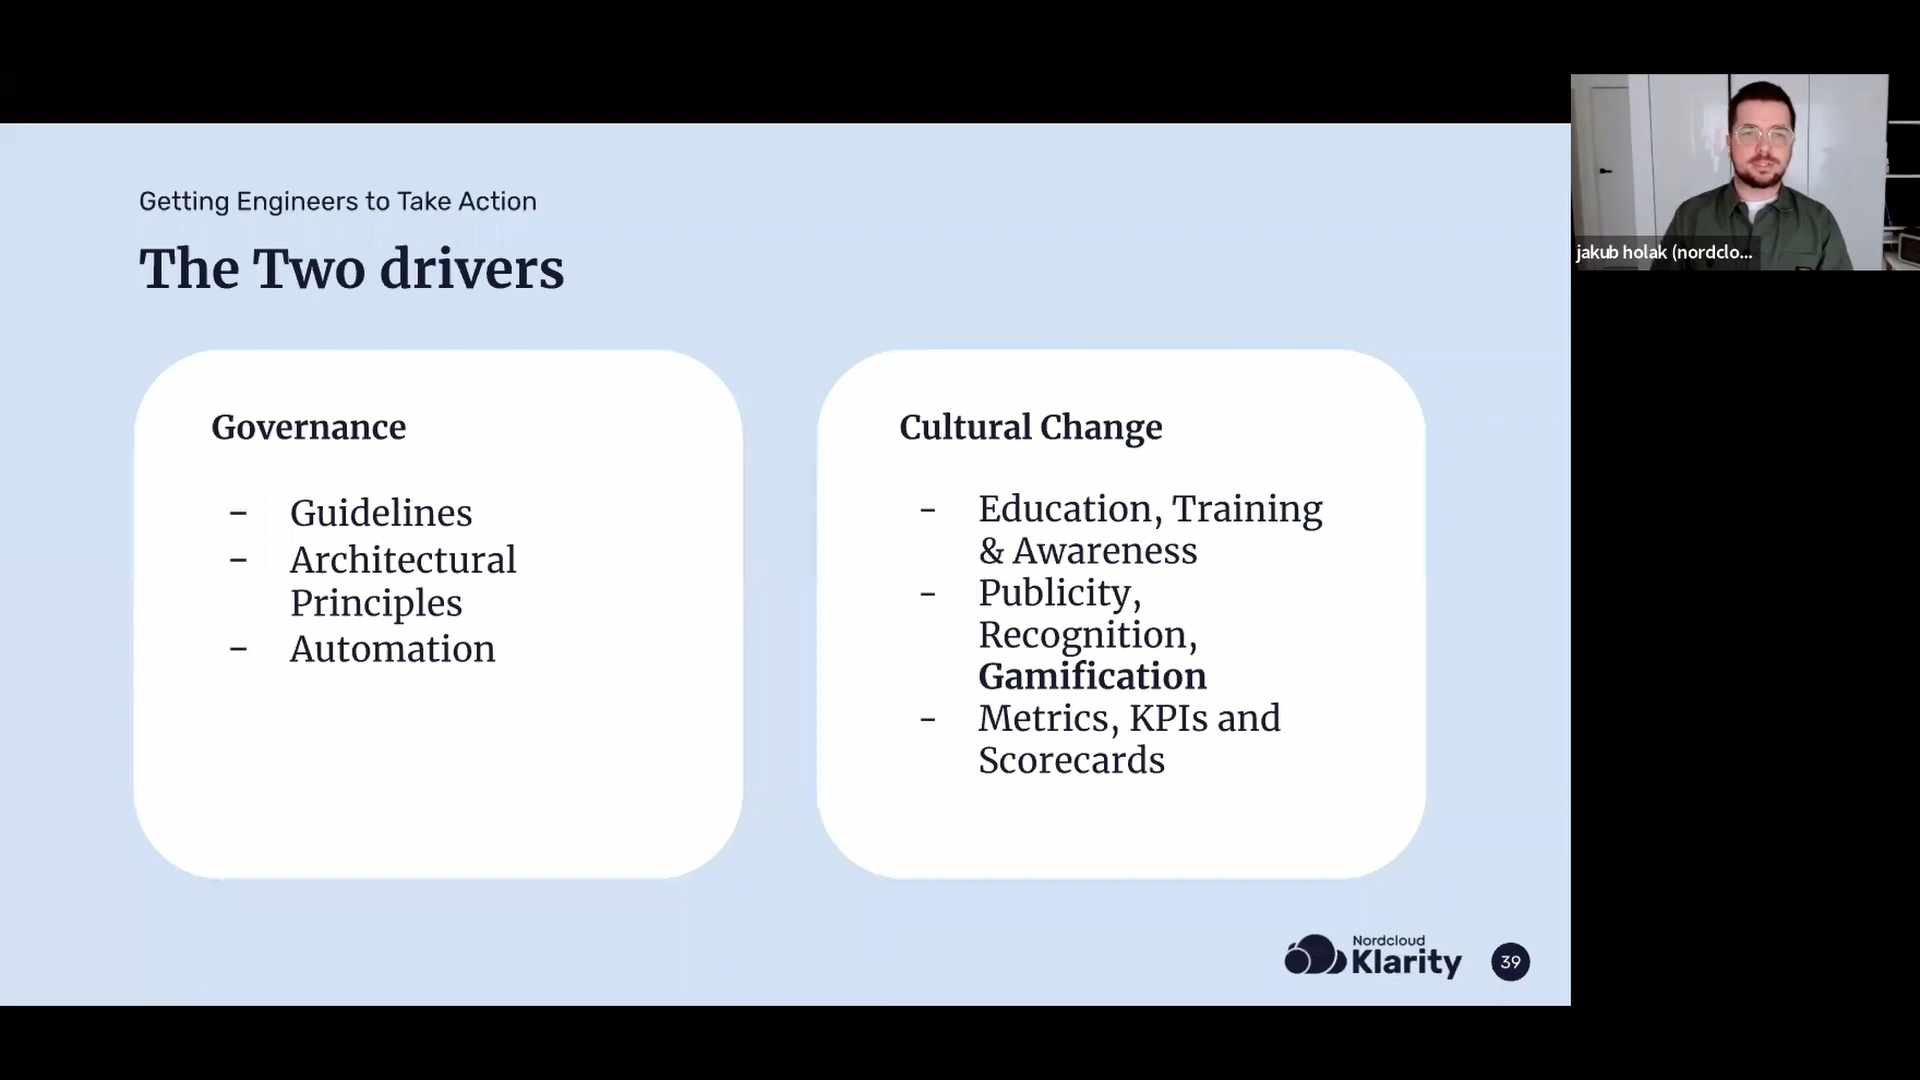 Getting Engineers to Take Action
The Two drivers
Governance
- Guidelines
- Architectural
Principles
- Automation
Cultural Change
- Education, Training
& Awareness
- Publicity,
Recognition,
Gamification
- Metrics, KPIs and
Scorecards
Nordcloud
Klarity
39
jakub holak (nordclo...